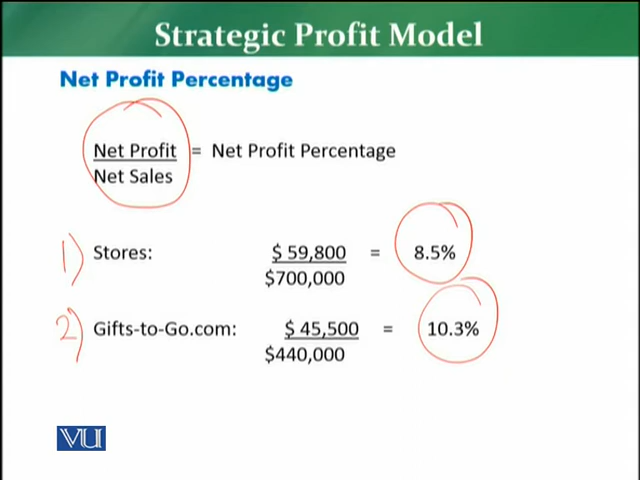 Strategic Profit Model
Net Profit Percentage
Net Profit = Net Profit Percentage
Net Sales
1) Stores: $ 59,800 = 8.5%
$700,000
2) Gifts-to-Go.com: $ 45,500 = 10.3%
$440,000
VU